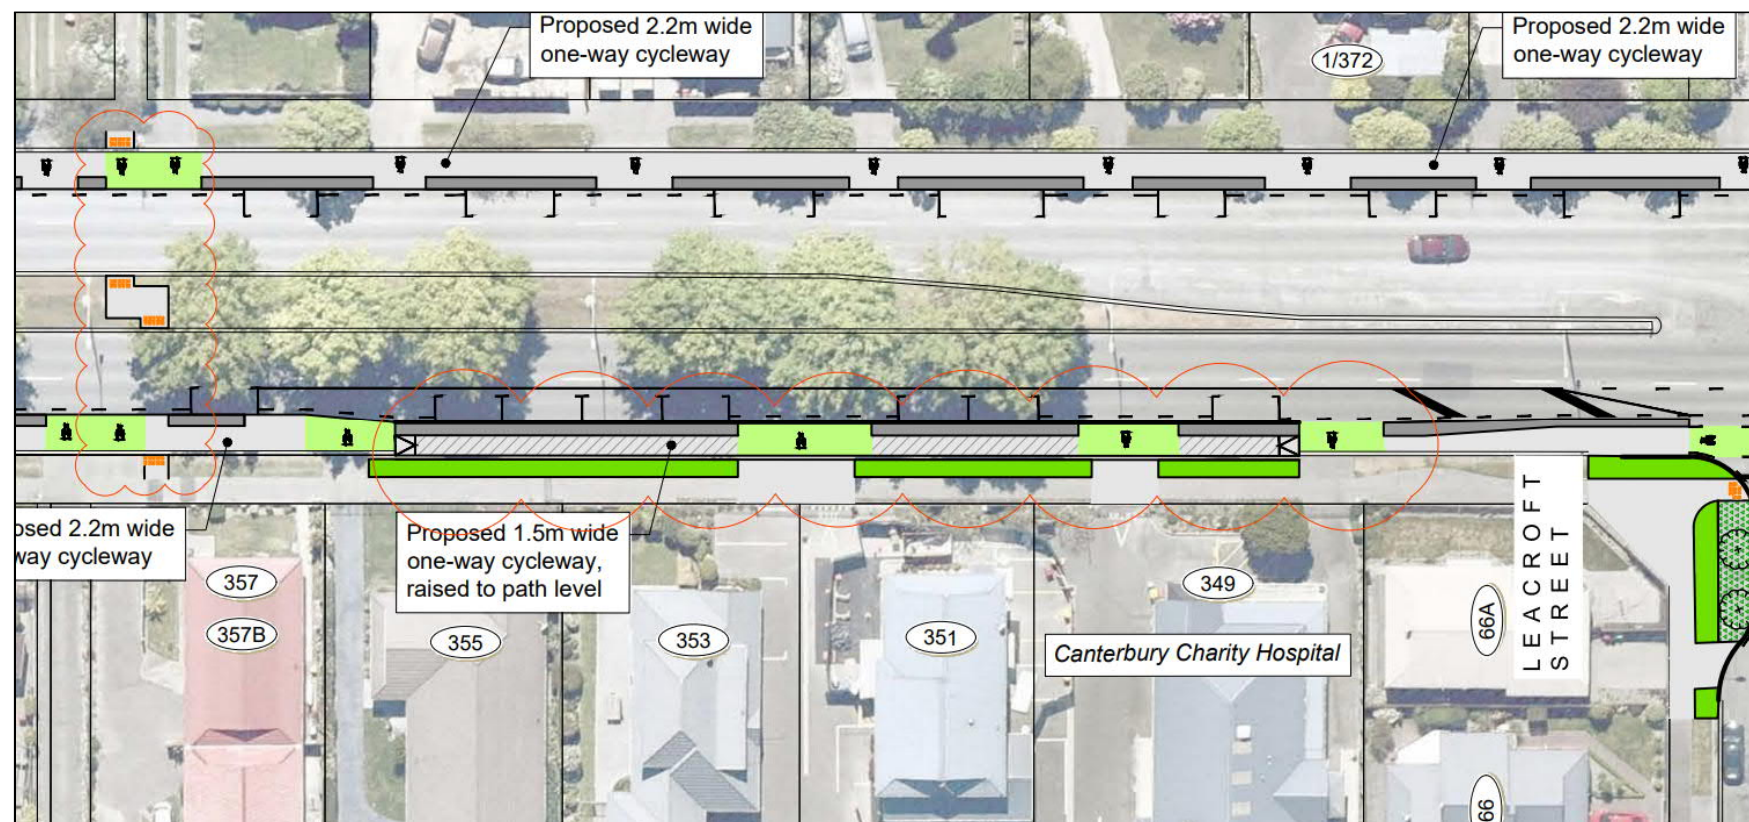 Proposed 2.2m wide
one-way cycleway
Proposed 2.2m wide
one-way cycleway
1/372
osed 2.2m wide
way cycleway
Proposed 1.5m wide
one-way cycleway,
raised to path level
357
357B
355
353
351
349
Canterbury Charity Hospital
66A
66
LEACROFT
STREET